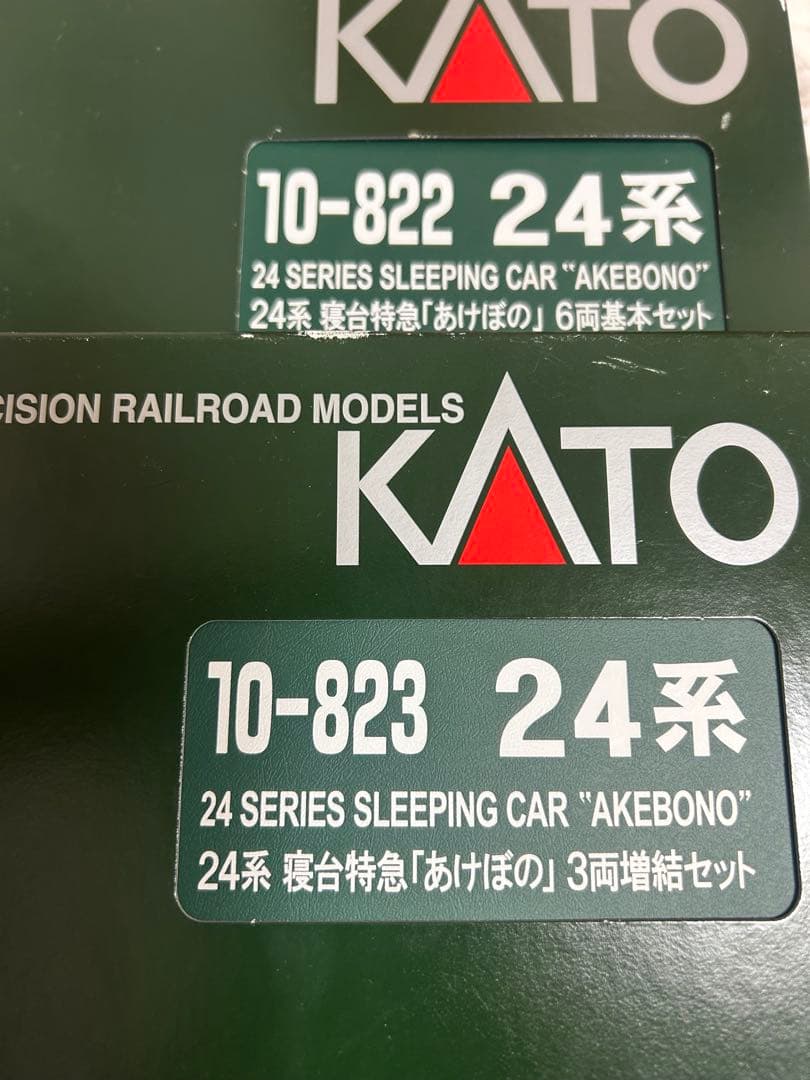 KATO
10-822 24系
24 SERIES SLEEPING CAR "AKEBONO"
24系 寝台特急「あけぼの」 6両基本セット
CISION RAILROAD MODELS
KATO
10-823 24系
24 SERIES SLEEPING CAR "AKEBONO"
24系 寝台特急「あけぼの」 3両増結セット